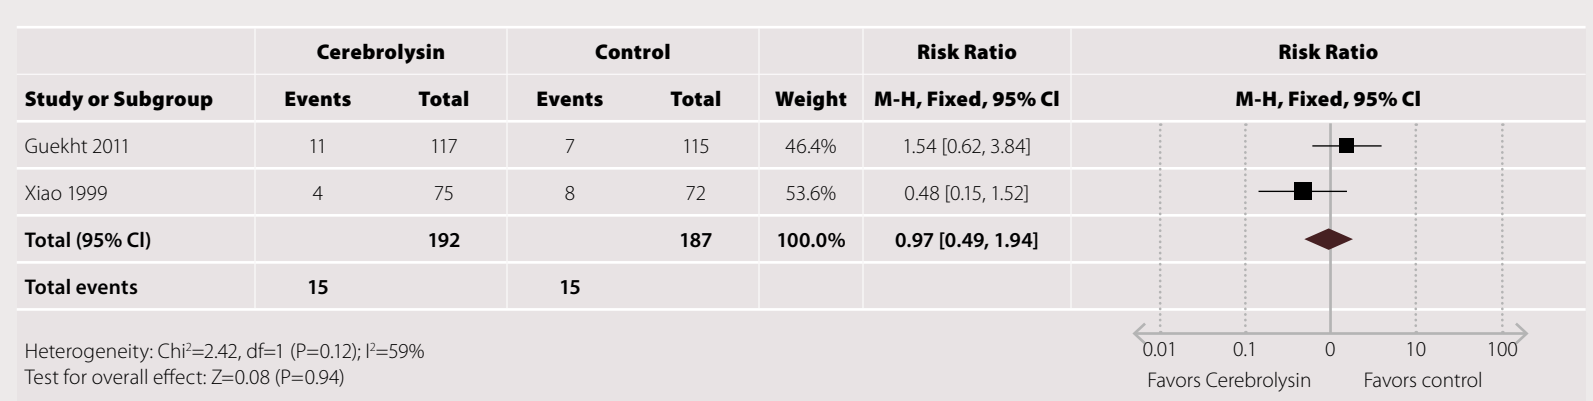 Cerebrolysin Control Risk Ratio Risk Ratio
Study or Subgroup Events Total Events Total Weight M-H, Fixed, 95% Cl M-H, Fixed, 95% Cl
Guekht 2011 11 117 7 115 46.4% 1.54 [0.62, 3.84]
Xiao 1999 4 75 8 72 53.6% 0.48 [0.15, 1.52]
Total (95% Cl) 192 187 100.0% 0.97 [0.49, 1.94]
Total events 15 15
Heterogeneity: Chi²=2.42, df=1 (P=0.12); I²=59%
Test for overall effect: Z=0.08 (P=0.94)
0.01 0.1 0 10 100
Favors Cerebrolysin Favors control